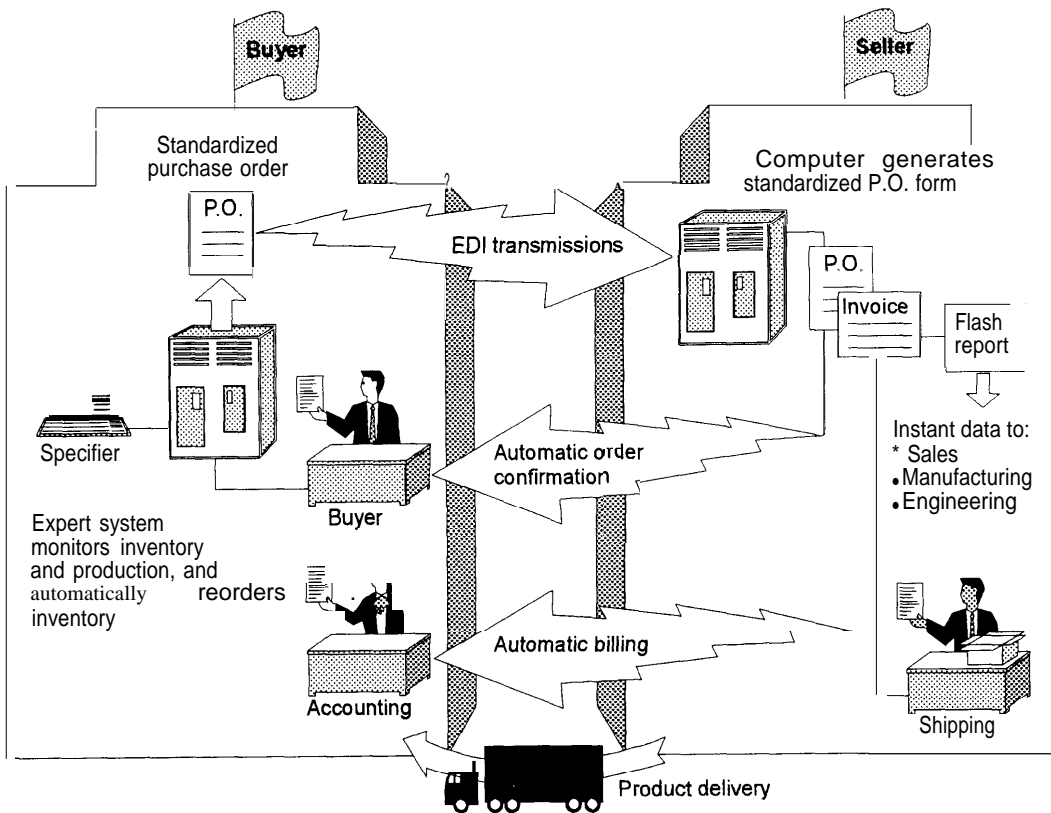 Buyer
Seller
Standardized
purchase order
P.O.
EDI transmissions
Computer generates
standardized P.O. form
P.O.
Invoice
Flash
report
Specifier
Buyer
Automatic order
confirmation
Instant data to:
* Sales
• Manufacturing
• Engineering
Expert system
monitors inventory
and production, and
automatically reorders
inventory
Accounting
Automatic billing
Shipping
Product delivery